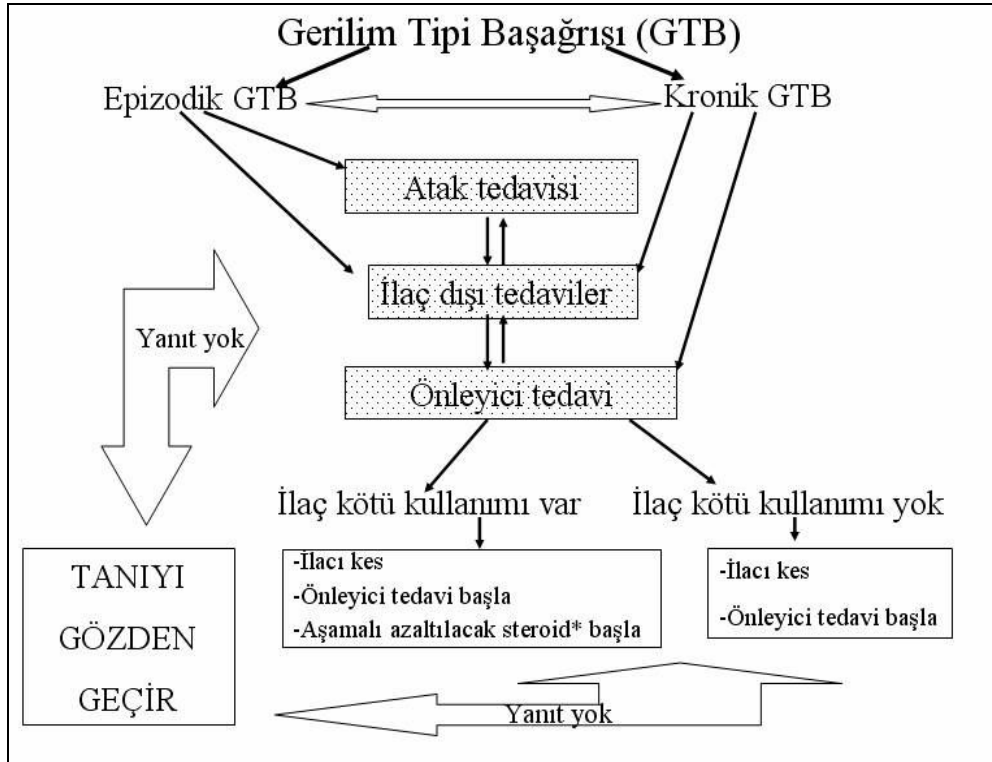 Gerilim Tipi Başağrısı (GTB)
Epizodik GTB
Kronik GTB
Atak tedavisi
İlaç dışı tedaviler
Yanıt yok
Önleyici tedavi
İlaç kötü kullanımı var
İlaç kötü kullanımı yok
-İlacı kes
-Önleyici tedavi başla
-Aşamalı azaltılacak steroid* başla
-İlacı kes
-Önleyici tedavi başla
TANIYI
GÖZDEN
GEÇİR
Yanıt yok